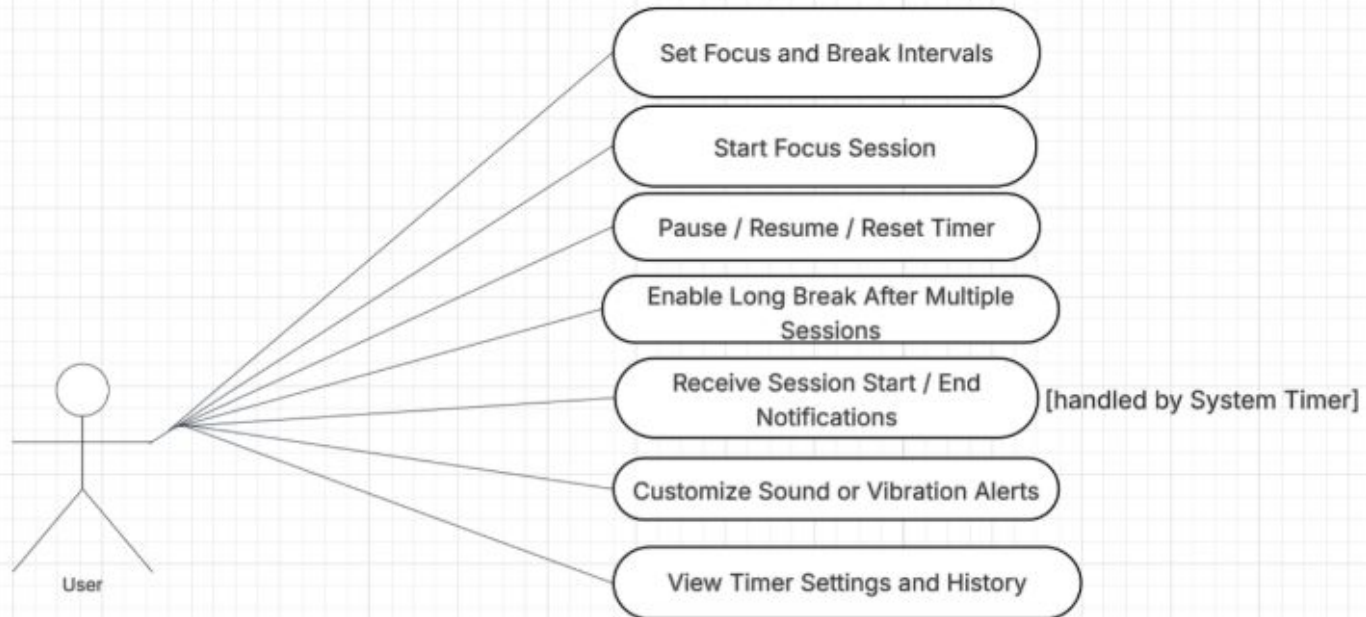 Set Focus and Break Intervals
Start Focus Session
Pause / Resume / Reset Timer
Enable Long Break After Multiple
Sessions
Receive Session Start / End
Notifications
[handled by System Timer]
Customize Sound or Vibration Alerts
View Timer Settings and History
User